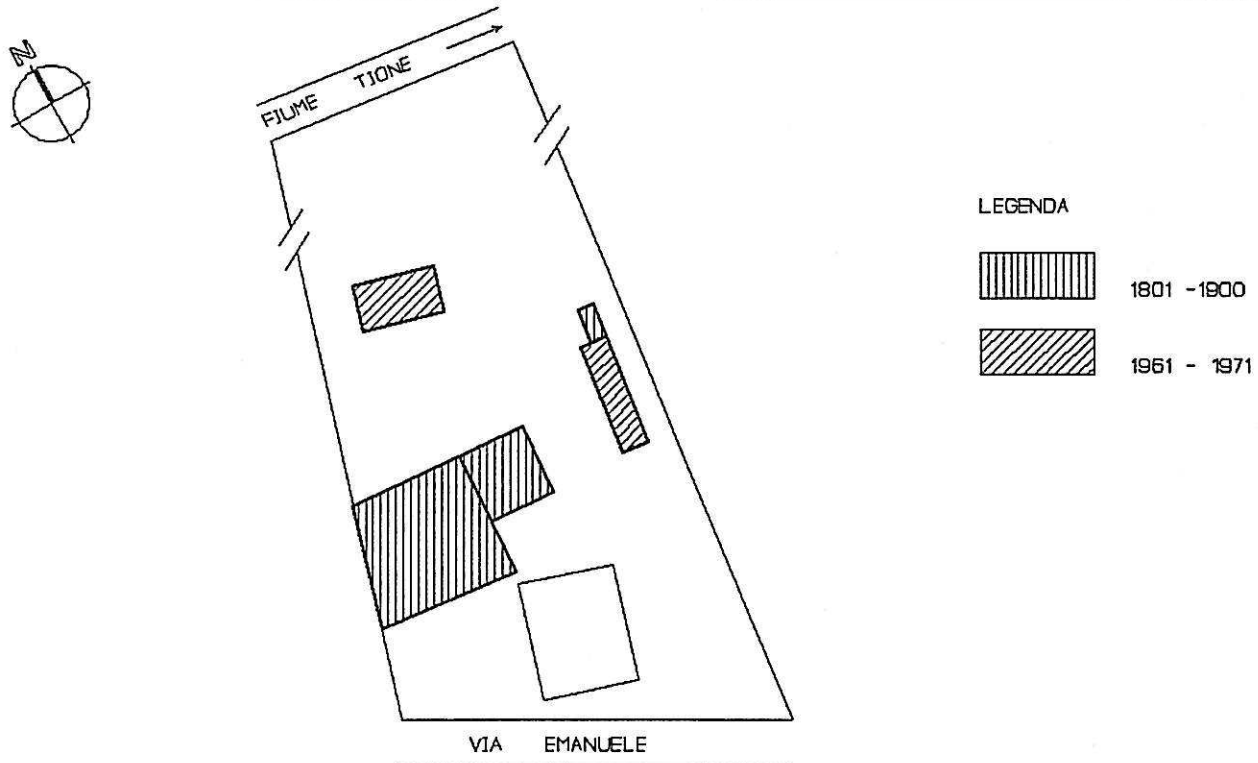 N
FIUME TIONE
LEGENDA
1801 -1900
1961 - 1971
VIA EMANUELE